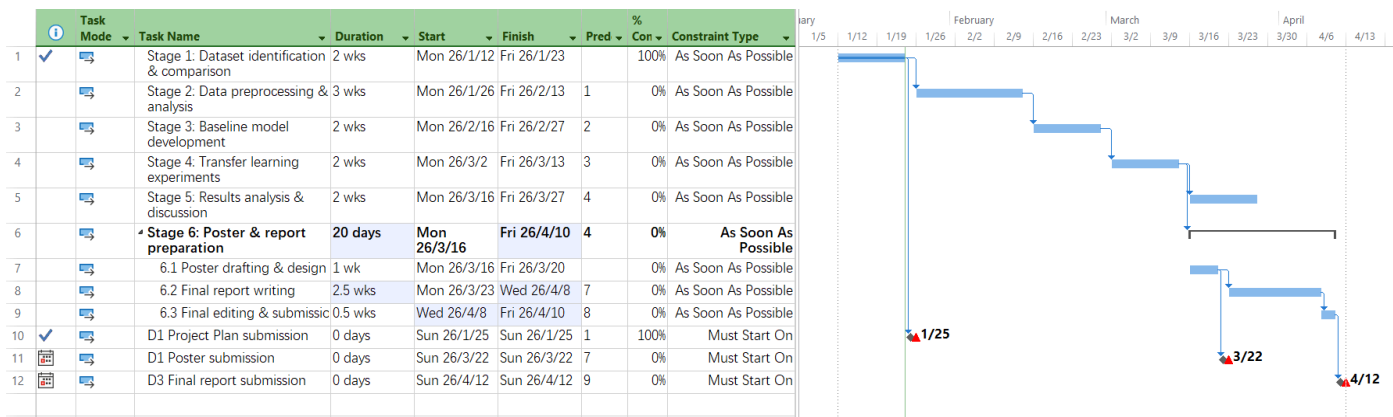 Task Mode Task Name Duration Start Finish Pred % Con Constraint Type
1 Stage 1: Dataset identification & comparison 2 wks Mon 26/1/12 Fri 26/1/23 100% As Soon As Possible
2 Stage 2: Data preprocessing & analysis 3 wks Mon 26/1/26 Fri 26/2/13 1 0% As Soon As Possible
3 Stage 3: Baseline model development 2 wks Mon 26/2/16 Fri 26/2/27 2 0% As Soon As Possible
4 Stage 4: Transfer learning experiments 2 wks Mon 26/3/2 Fri 26/3/13 3 0% As Soon As Possible
5 Stage 5: Results analysis & discussion 2 wks Mon 26/3/16 Fri 26/3/27 4 0% As Soon As Possible
6 Stage 6: Poster & report preparation 20 days Mon 26/3/16 Fri 26/4/10 4 0% As Soon As Possible
7 6.1 Poster drafting & design 1 wk Mon 26/3/16 Fri 26/3/20 0% As Soon As Possible
8 6.2 Final report writing 2.5 wks Mon 26/3/23 Wed 26/4/8 7 0% As Soon As Possible
9 6.3 Final editing & submissic 0.5 wks Wed 26/4/8 Fri 26/4/10 8 0% As Soon As Possible
10 D1 Project Plan submission 0 days Sun 26/1/25 Sun 26/1/25 1 100% Must Start On
11 D1 Poster submission 0 days Sun 26/3/22 Sun 26/3/22 7 0% Must Start On
12 D3 Final report submission 0 days Sun 26/4/12 Sun 26/4/12 9 0% Must Start On
ary February March April
1/5 1/12 1/19 1/26 2/2 2/9 2/16 2/23 3/2 3/9 3/16 3/23 3/30 4/6 4/13
1/25
3/22
4/12